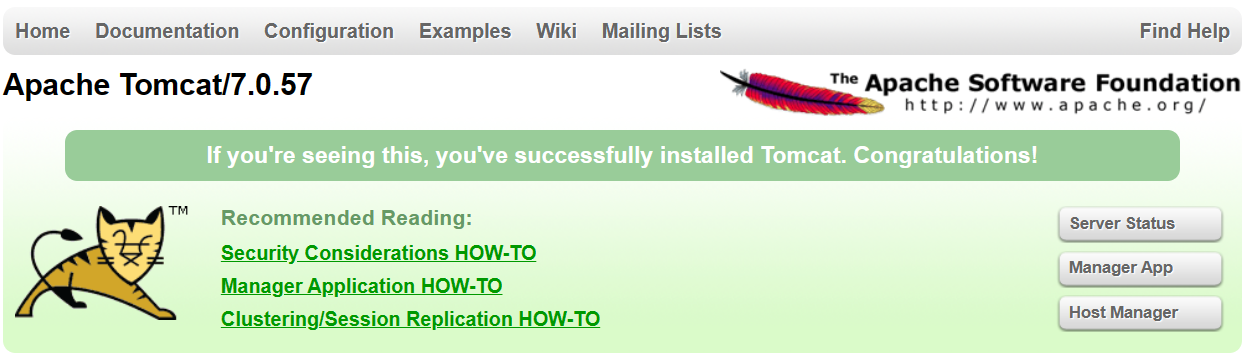 Home Documentation Configuration Examples Wiki Mailing Lists Find Help
Apache Tomcat/7.0.57
The Apache Software Foundation
http://www.apache.org/
If you're seeing this, you've successfully installed Tomcat. Congratulations!
TM
Recommended Reading:
Security Considerations HOW-TO
Manager Application HOW-TO
Clustering/Session Replication HOW-TO
Server Status
Manager App
Host Manager